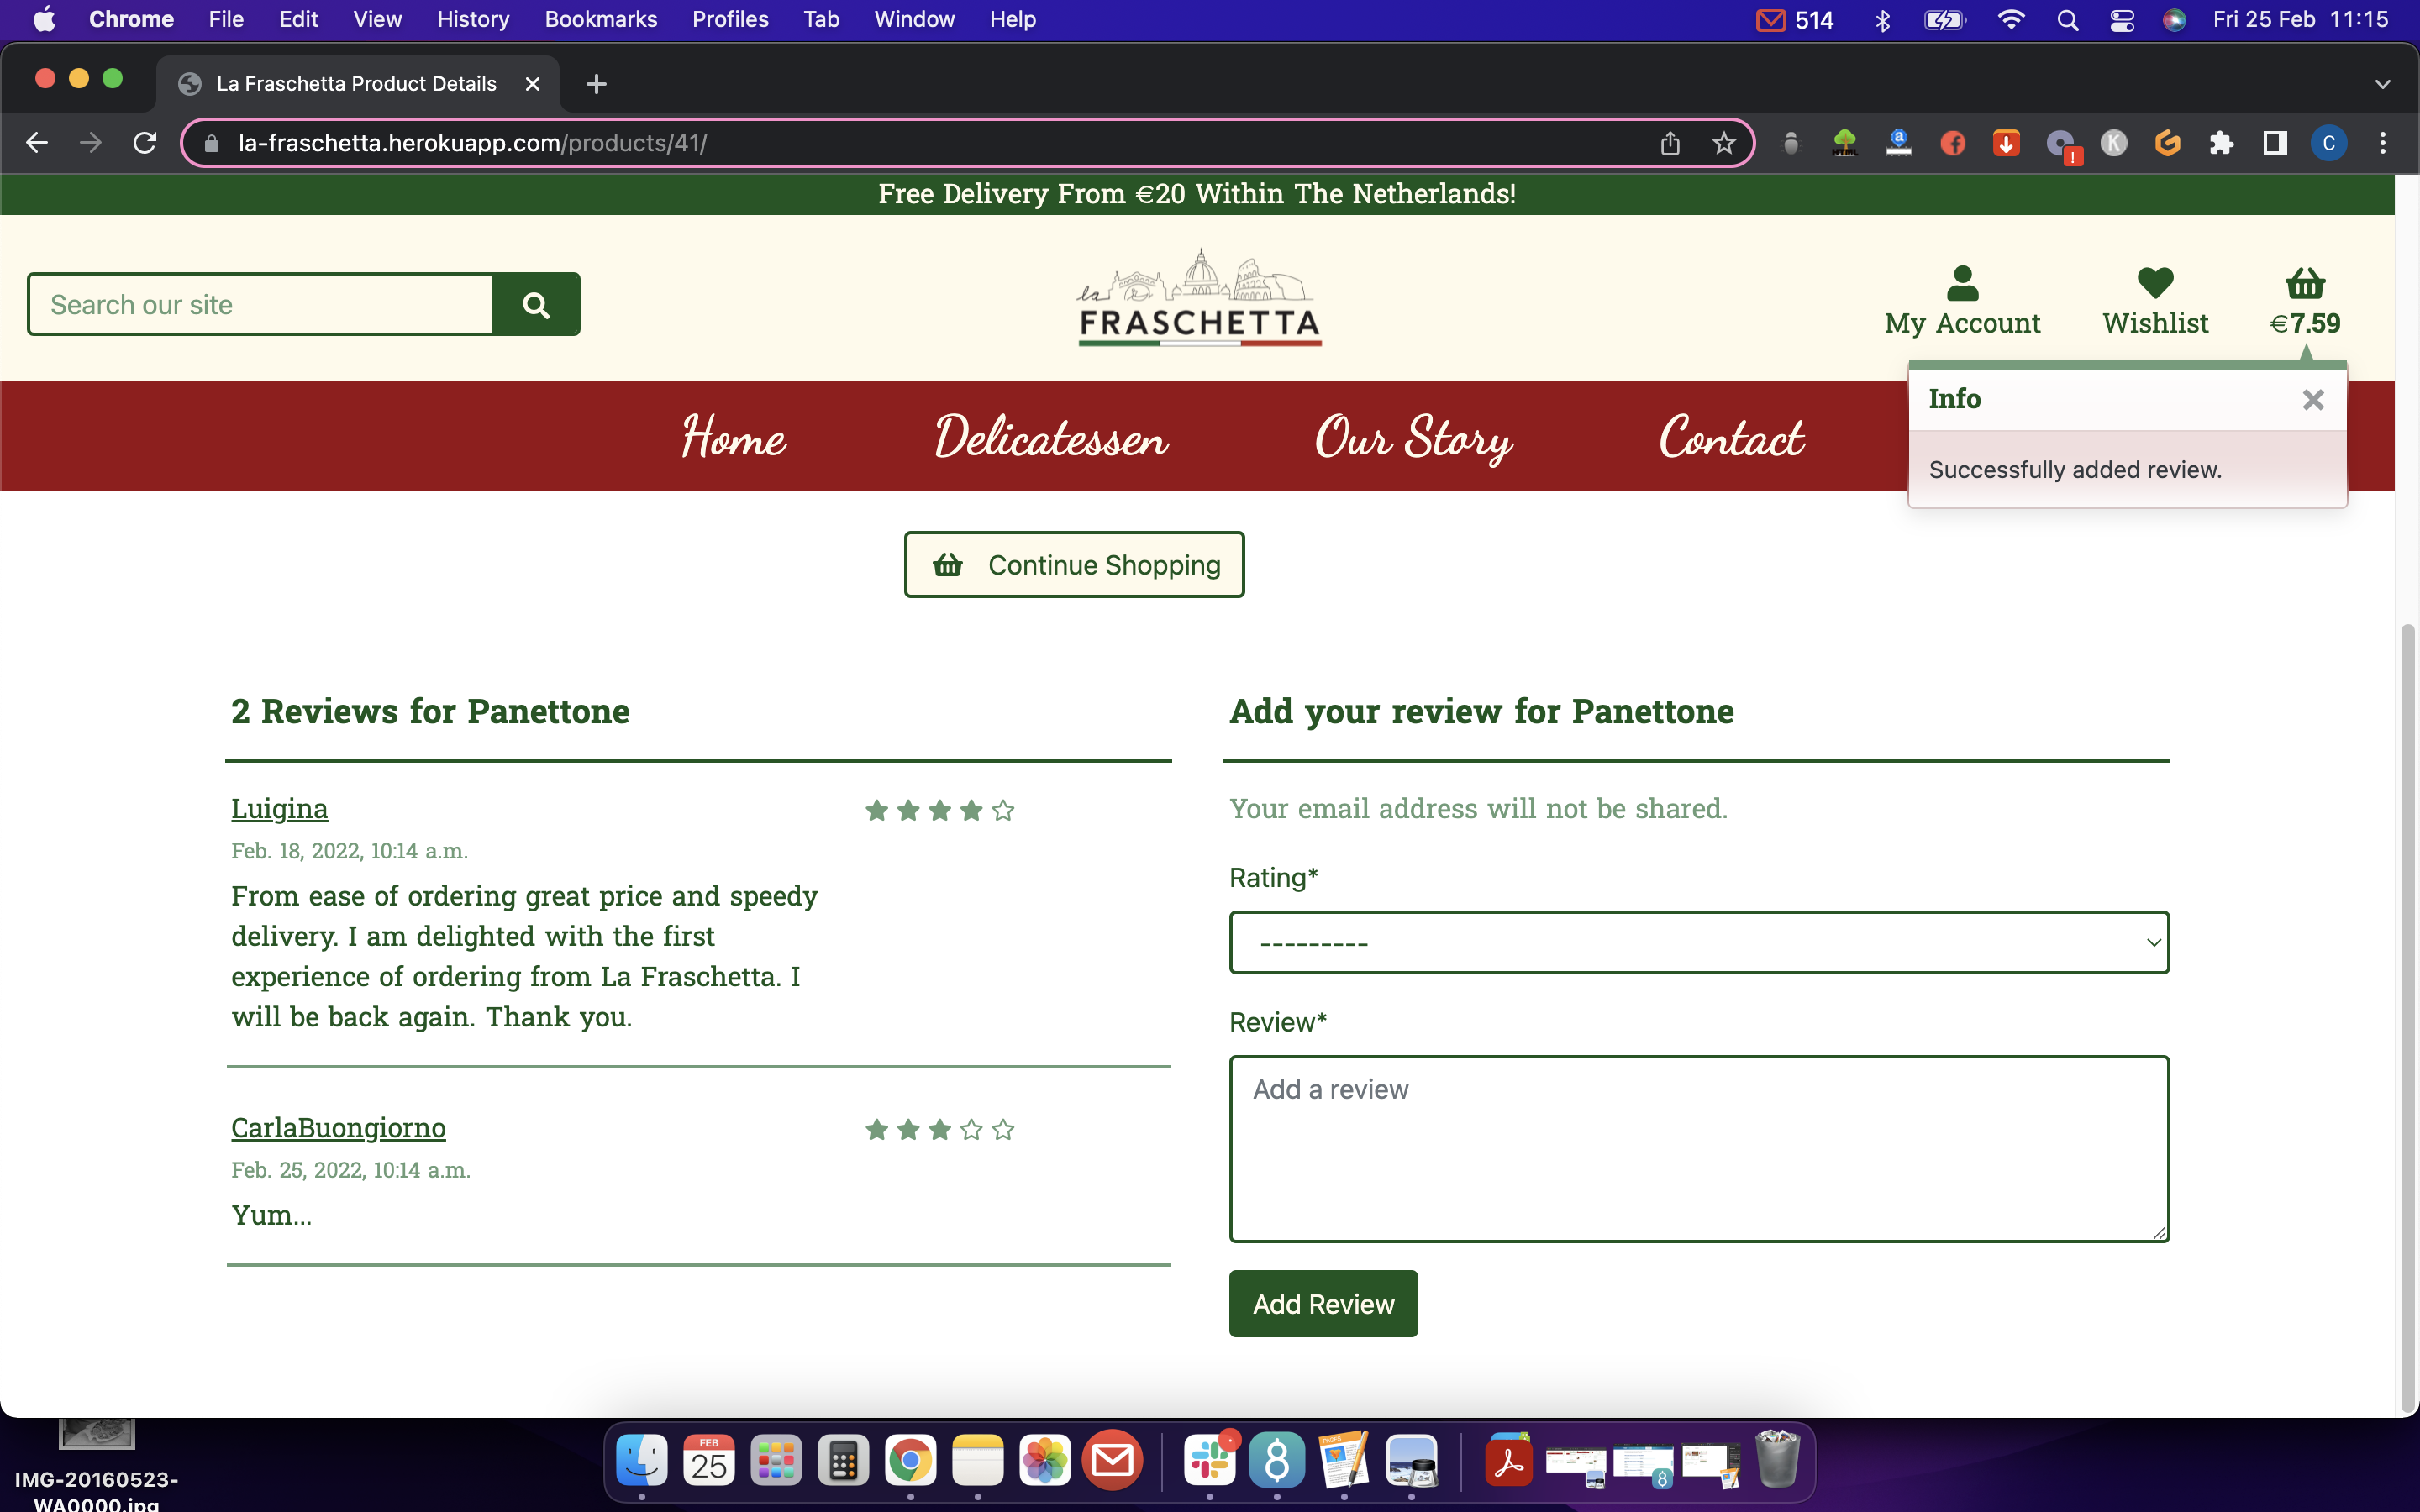 Chrome File Edit View History Bookmarks Profiles Tab Window Help 514 Fri 25 Feb 11:15
La Fraschetta Product Details
la-fraschetta.herokuapp.com/products/41/
Free Delivery From €20 Within The Netherlands!
Search our site
la
FRASCHETTA
My Account Wishlist €7.59
Home Delicatessen Our Story Contact
Info
Successfully added review.
Continue Shopping
2 Reviews for Panettone
Luigina
Feb. 18, 2022, 10:14 a.m.
From ease of ordering great price and speedy
delivery. I am delighted with the first
experience of ordering from La Fraschetta. I
will be back again. Thank you.
CarlaBuongiorno
Feb. 25, 2022, 10:14 a.m.
Yum...
Add your review for Panettone
Your email address will not be shared.
Rating*
---------
Review*
Add a review
Add Review
FEB
25
IMG-20160523-
WA0000.jpg